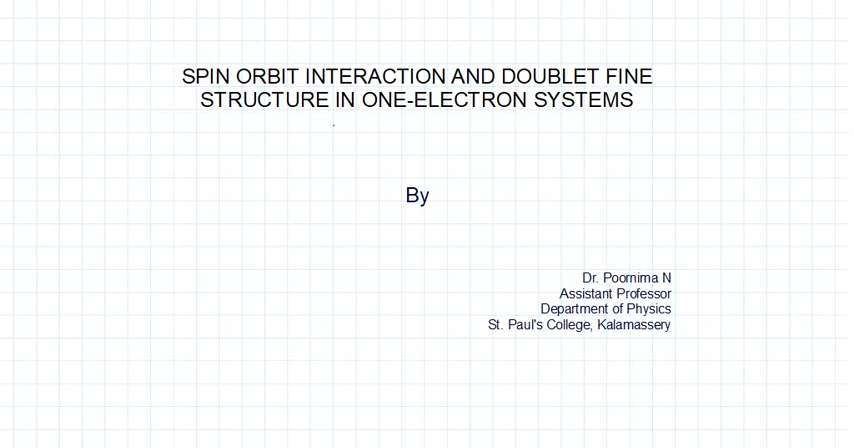 SPIN ORBIT INTERACTION AND DOUBLET FINE
STRUCTURE IN ONE-ELECTRON SYSTEMS
By
Dr. Poornima N
Assistant Professor
Department of Physics
St. Paul's College, Kalamassery